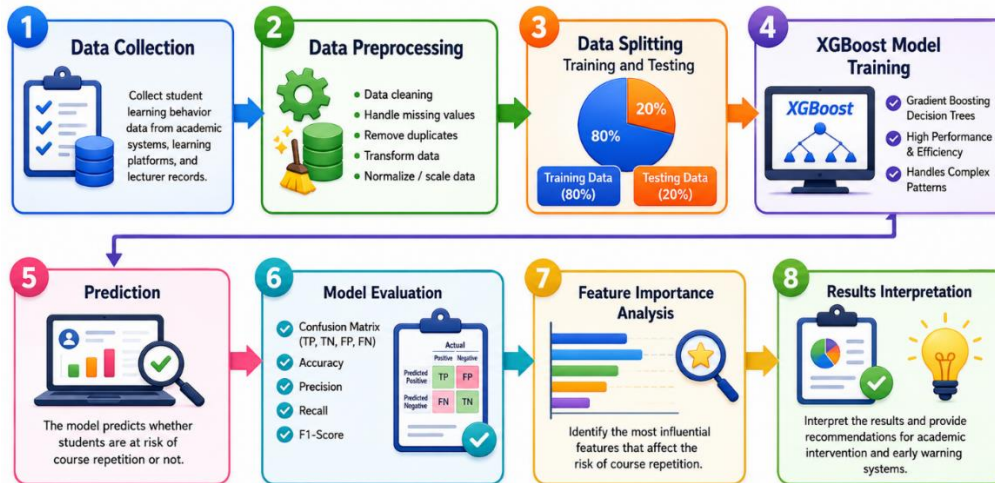 1
Data Collection
Collect student
learning behavior
data from academic
systems, learning
platforms, and
lecturer records.
2
Data Preprocessing
• Data cleaning
• Handle missing values
• Remove duplicates
• Transform data
• Normalize / scale data
3
Data Splitting
Training and Testing
20%
80%
Training Data
(80%)
Testing Data
(20%)
4
XGBoost Model
Training
XGBoost
Gradient Boosting
Decision Trees
High Performance
& Efficiency
Handles Complex
Patterns
5
Prediction
The model predicts whether
students are at risk of
course repetition or not.
6
Model Evaluation
Confusion Matrix
(TP, TN, FP, FN)
Accuracy
Precision
Recall
F1-Score
Actual
Positive Negative
Predicted
Positive
TP FP
Predicted
Negative
FN TN
7
Feature Importance
Analysis
Identify the most influential
features that affect the
risk of course repetition.
8
Results Interpretation
Interpret the results and provide
recommendations for academic
intervention and early warning
systems.